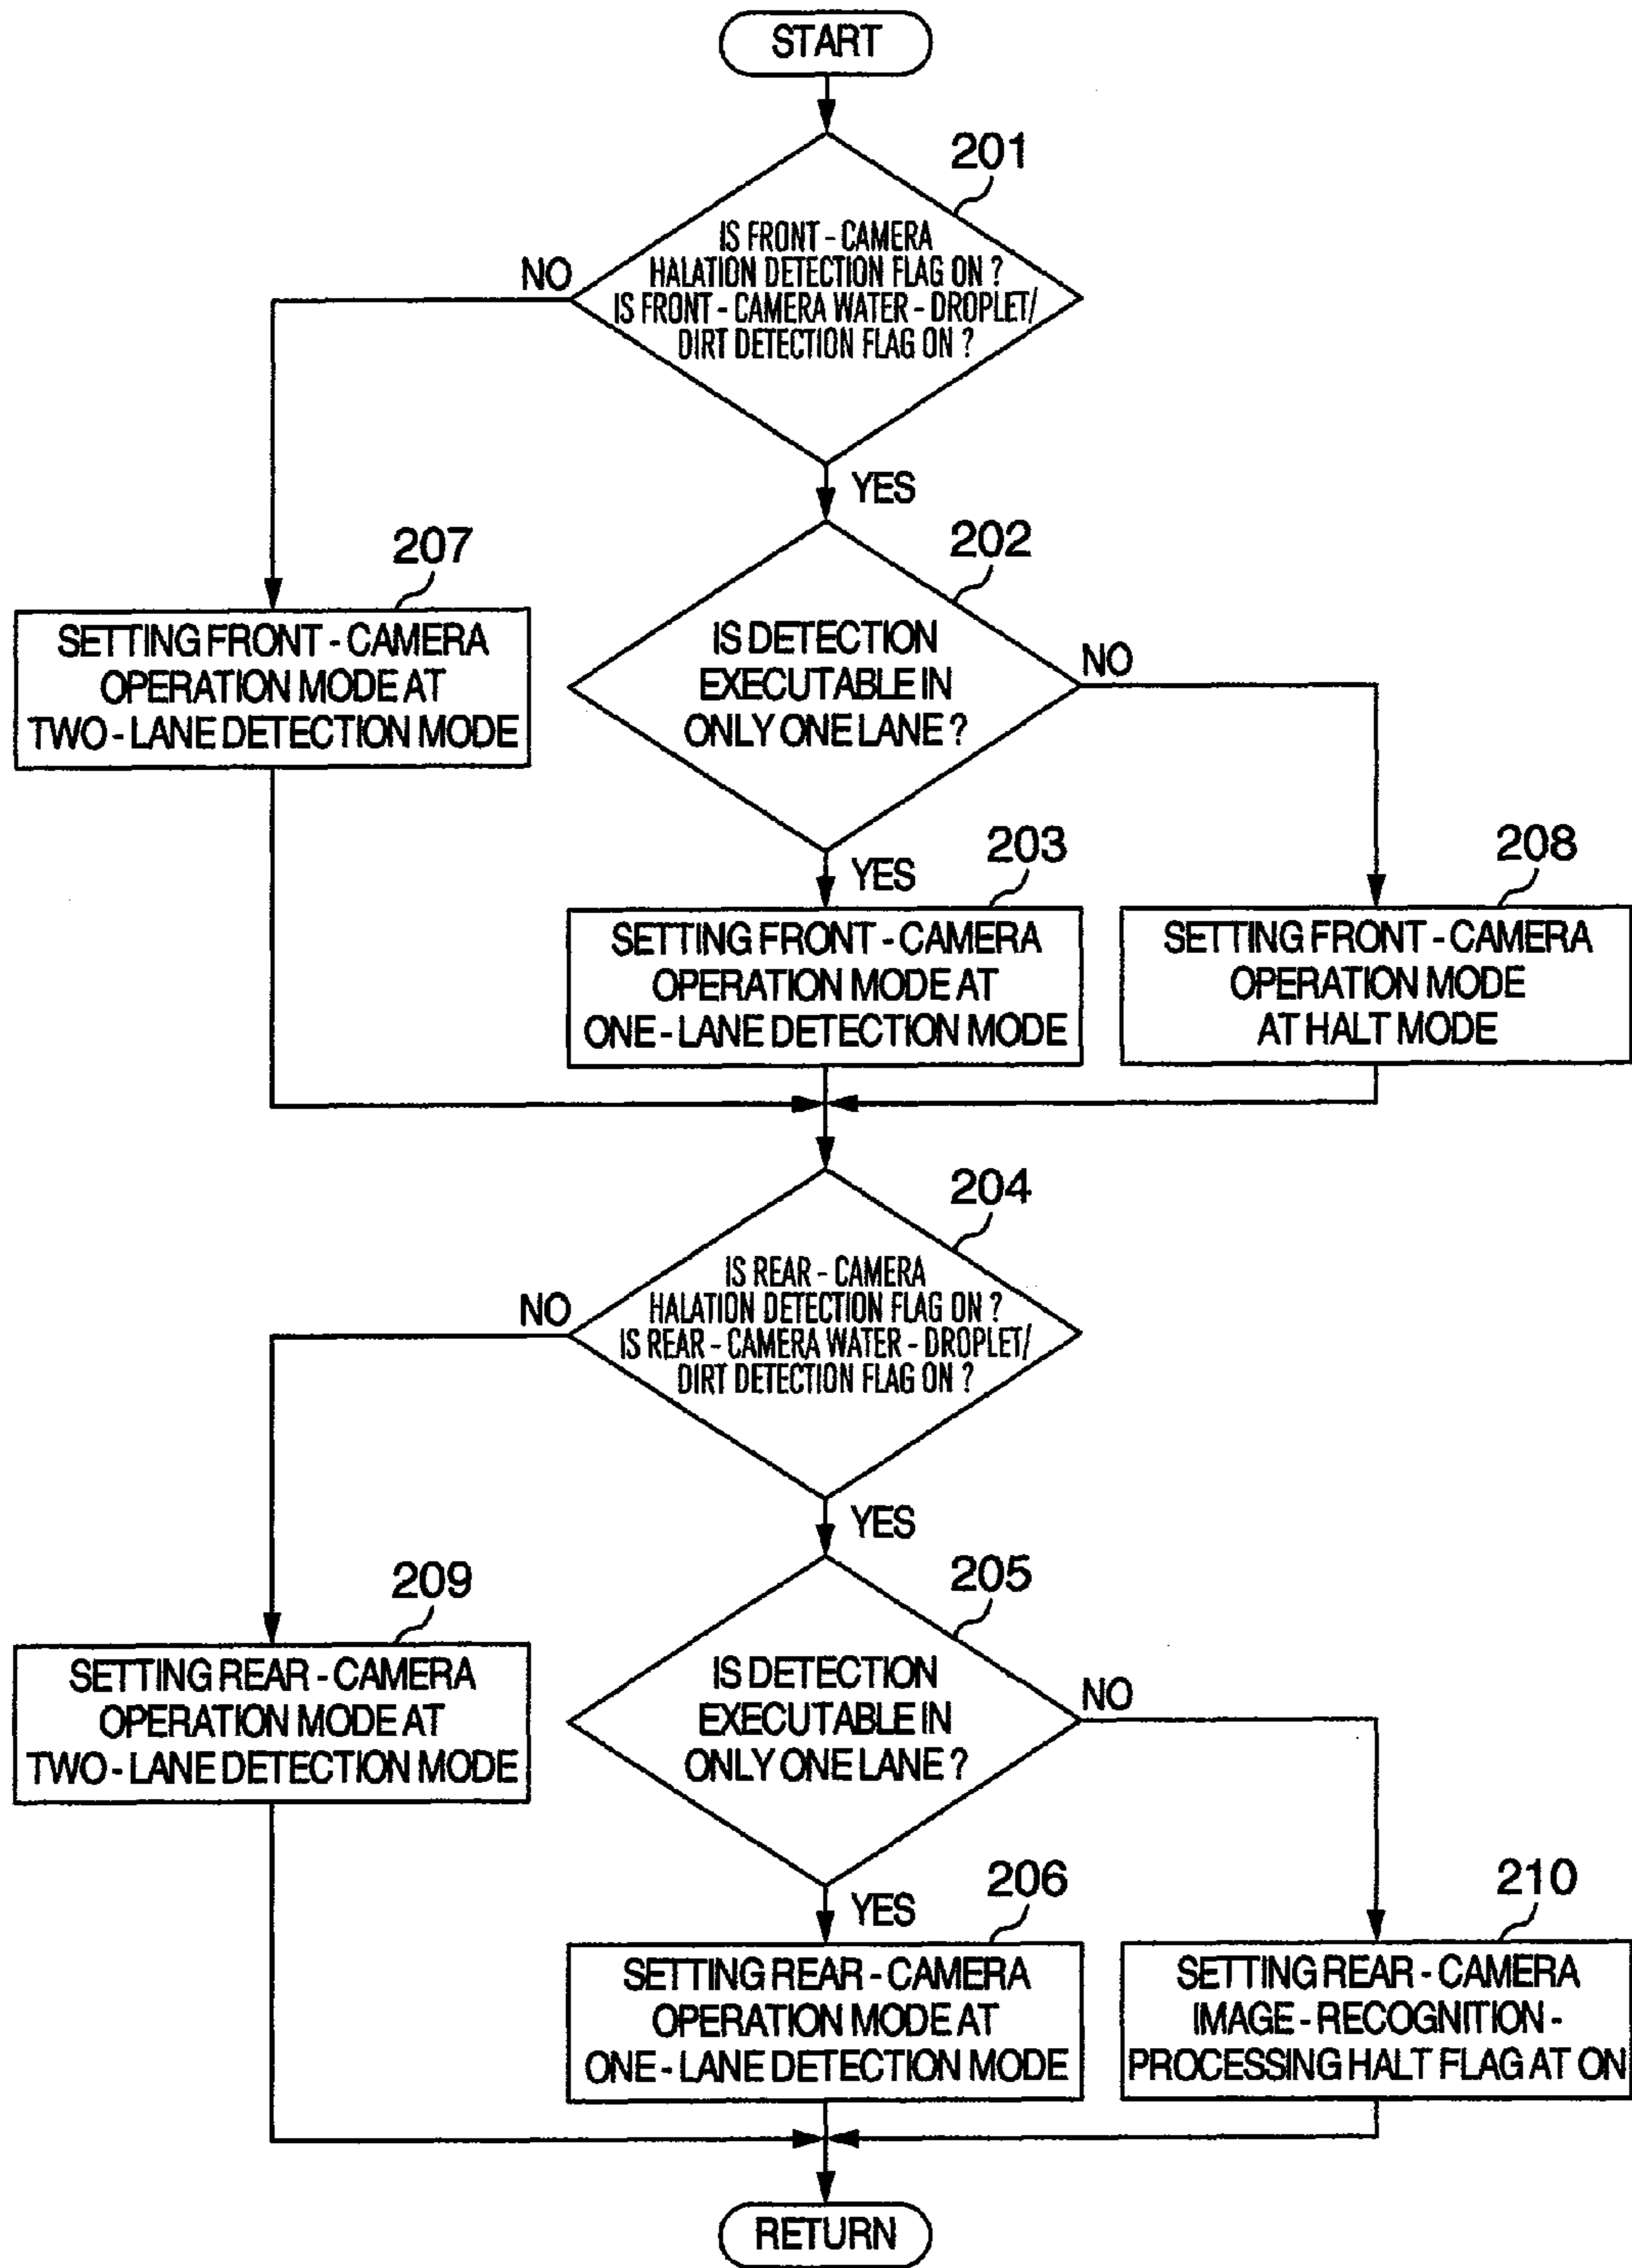 START
201
IS FRONT - CAMERA
HALATION DETECTION FLAG ON ?
IS FRONT - CAMERA WATER - DROPLET/
DIRT DETECTION FLAG ON ?
NO
YES
207
SETTING FRONT - CAMERA
OPERATION MODE AT
TWO - LANE DETECTION MODE
202
IS DETECTION
EXECUTABLE IN
ONLY ONE LANE ?
NO
YES
203
SETTING FRONT - CAMERA
OPERATION MODE AT
ONE - LANE DETECTION MODE
208
SETTING FRONT - CAMERA
OPERATION MODE
AT HALT MODE
204
IS REAR - CAMERA
HALATION DETECTION FLAG ON ?
IS REAR - CAMERA WATER - DROPLET/
DIRT DETECTION FLAG ON ?
NO
YES
209
SETTING REAR - CAMERA
OPERATION MODE AT
TWO - LANE DETECTION MODE
205
IS DETECTION
EXECUTABLE IN
ONLY ONE LANE ?
NO
YES
206
SETTING REAR - CAMERA
OPERATION MODE AT
ONE - LANE DETECTION MODE
210
SETTING REAR - CAMERA
IMAGE - RECOGNITION -
PROCESSING HALT FLAG AT ON
RETURN